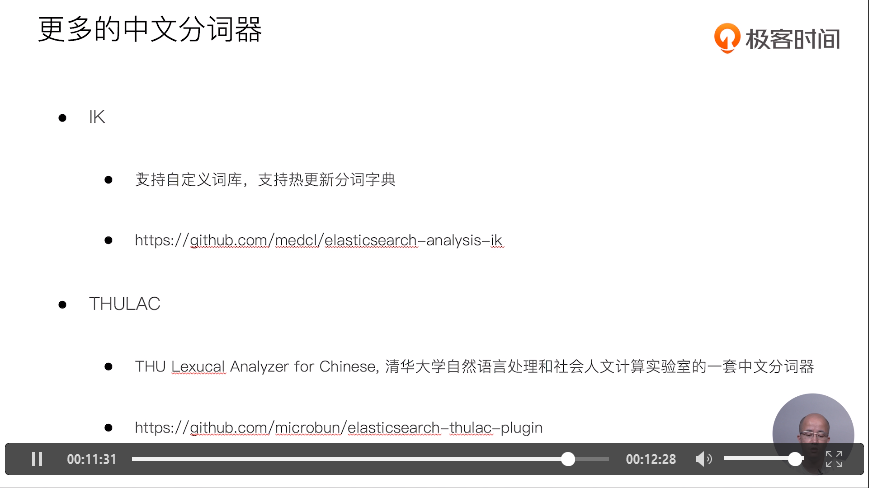 更多的中文分词器
极客时间
IK
支持自定义词库，支持热更新分词字典
https://github.com/medcl/elasticsearch-analysis-ik
THULAC
THU Lexucal Analyzer for Chinese, 清华大学自然语言处理和社会人文计算实验室的一套中文分词器
https://github.com/microbun/elasticsearch-thulac-plugin
00:11:31
00:12:28